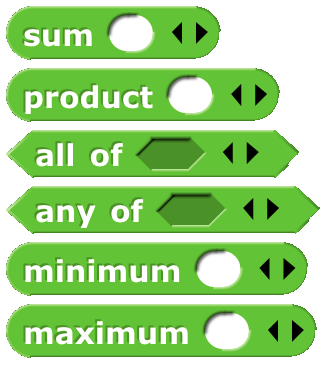 sum
product
all of
any of
minimum
maximum